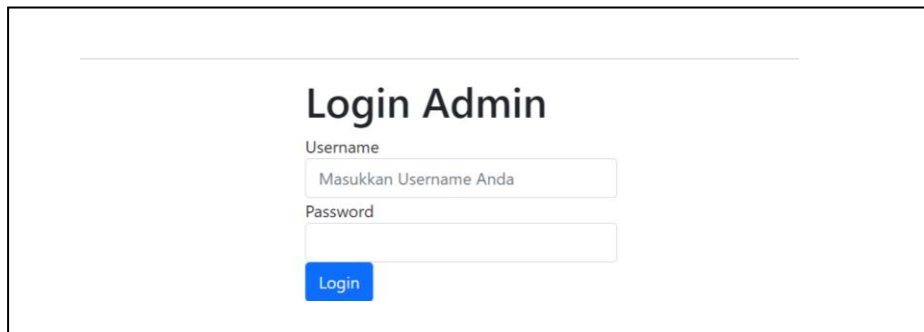 Login Admin
Username
Masukkan Username Anda
Password
Login